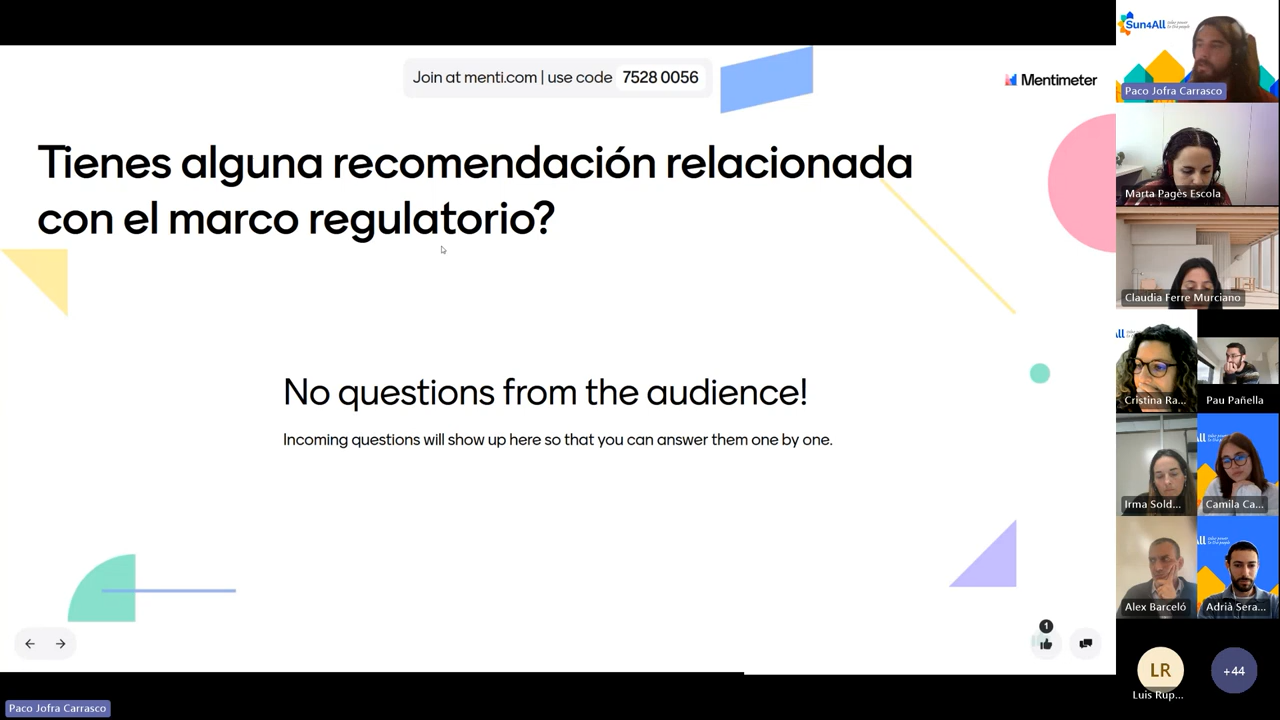 Join at menti.com | use code 7528 0056
Mentimeter
Tienes alguna recomendación relacionada
con el marco regulatorio?
No questions from the audience!
Incoming questions will show up here so that you can answer them one by one.
1
Paco Jofra Carrasco
Sun4All
Paco Jofra Carrasco
Marta Pagès Escola
Claudia Ferre Murciano
Cristina Ra...
Pau Pañella
Irma Sold...
Camila Ca...
Alex Barceló
Adrià Sera...
LR
Luis Rup...
+44